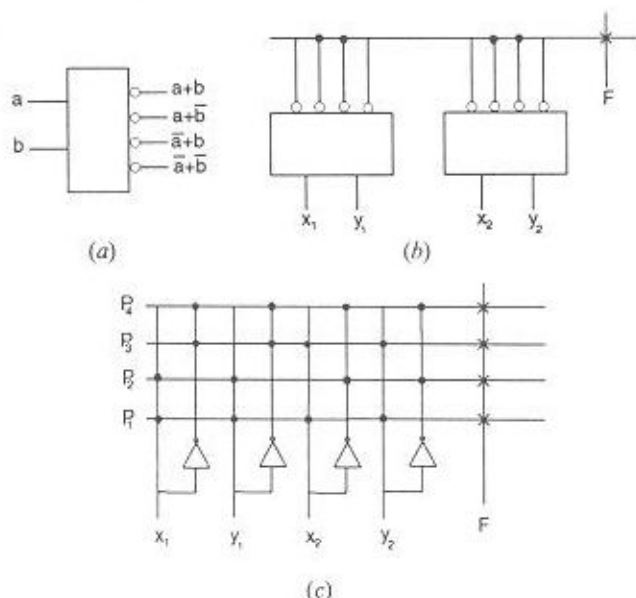 a
b
a+b
a+b̅
a̅+b
a̅+b̅
(a)
F
x₁ y₁ x₂ y₂
(b)
P₄
P₃
P₂
P₁
x₁ y₁ x₂ y₂ F
(c)